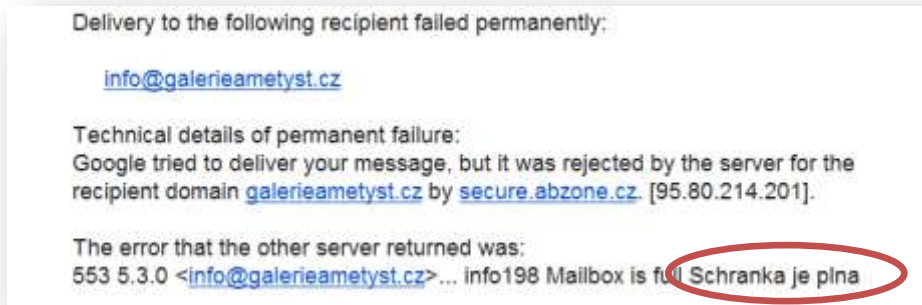 Delivery to the following recipient failed permanently:
info@galerieametyst.cz
Technical details of permanent failure:
Google tried to deliver your message, but it was rejected by the server for the
recipient domain galerieametyst.cz by secure.abzone.cz. [95.80.214.201].
The error that the other server returned was:
553 5.3.0 <info@galerieametyst.cz>... info198 Mailbox is full Schranka je plna